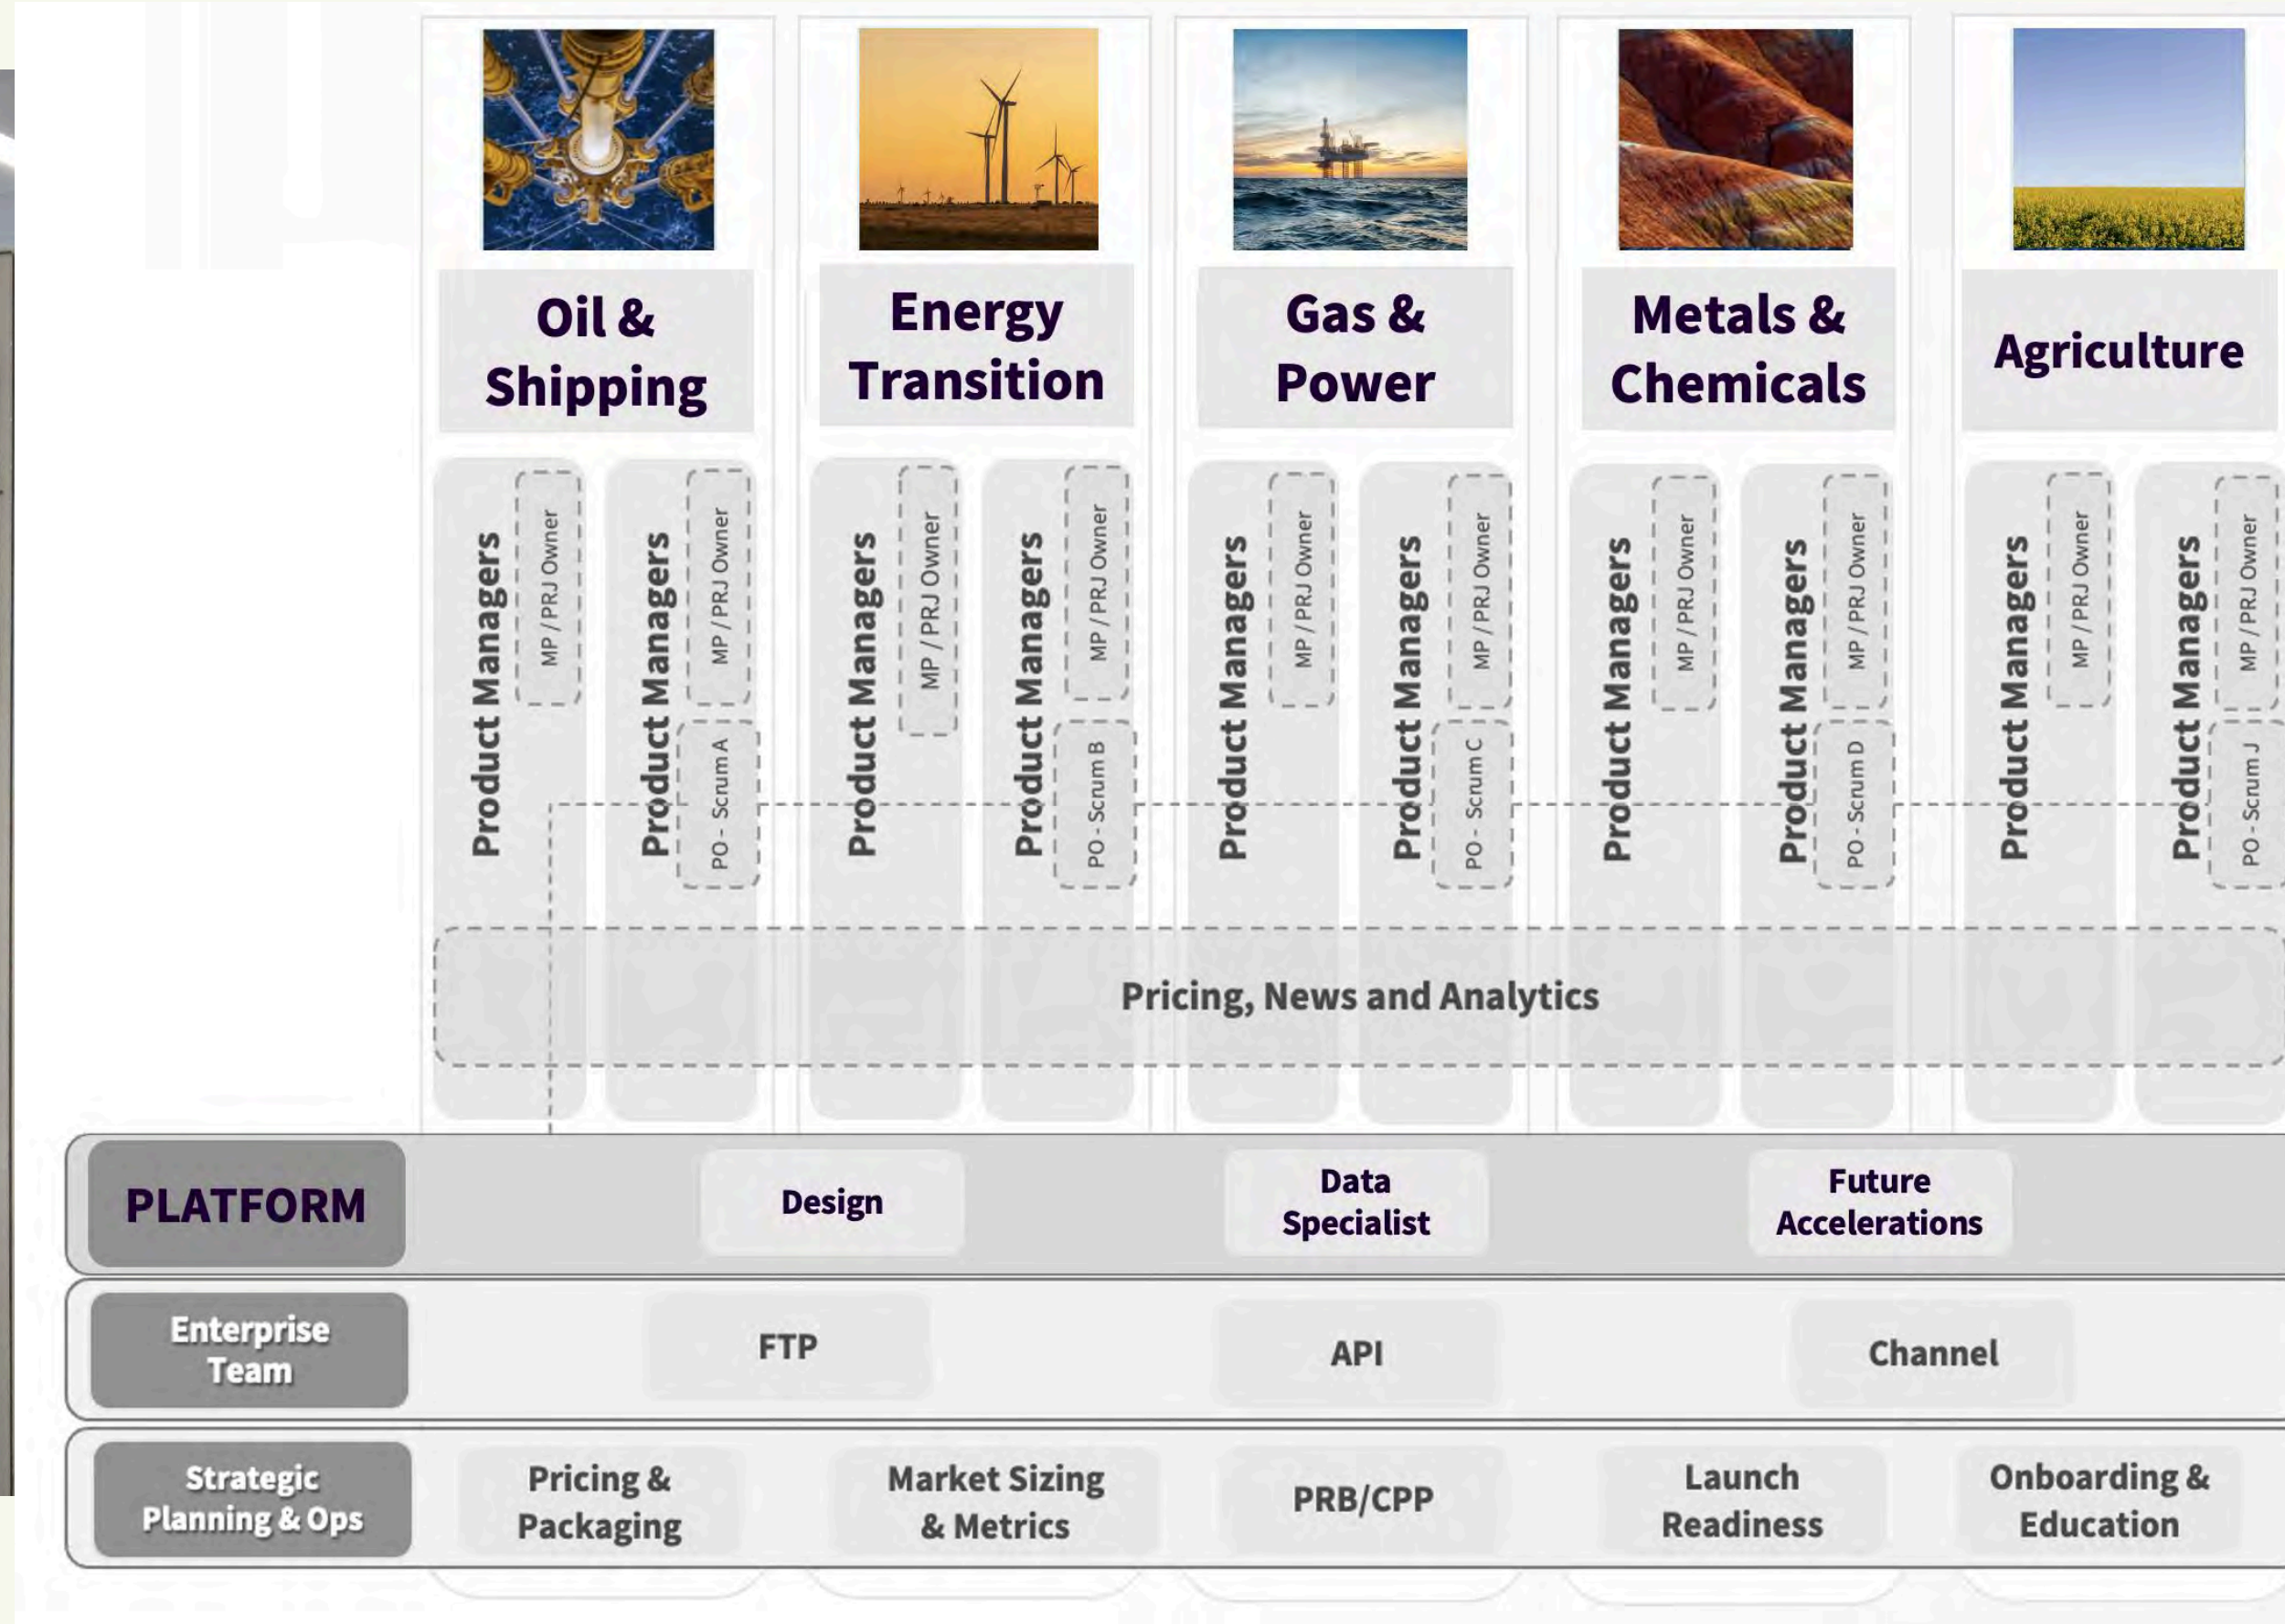 Oil &
Shipping
Energy
Transition
Gas &
Power
Metals &
Chemicals
Agriculture
Product Managers
MP / PRJ Owner
Product Managers
MP / PRJ Owner
PO - Scrum A
Product Managers
MP / PRJ Owner
Product Managers
MP / PRJ Owner
PO - Scrum B
Product Managers
MP / PRJ Owner
Product Managers
MP / PRJ Owner
PO - Scrum C
Product Managers
MP / PRJ Owner
Product Managers
MP / PRJ Owner
PO - Scrum D
Product Managers
MP / PRJ Owner
Product Managers
MP / PRJ Owner
PO - Scrum J
Pricing, News and Analytics
PLATFORM
Design
Data
Specialist
Future
Accelerations
Enterprise
Team
FTP
API
Channel
Strategic
Planning & Ops
Pricing &
Packaging
Market Sizing
& Metrics
PRB/CPP
Launch
Readiness
Onboarding &
Education